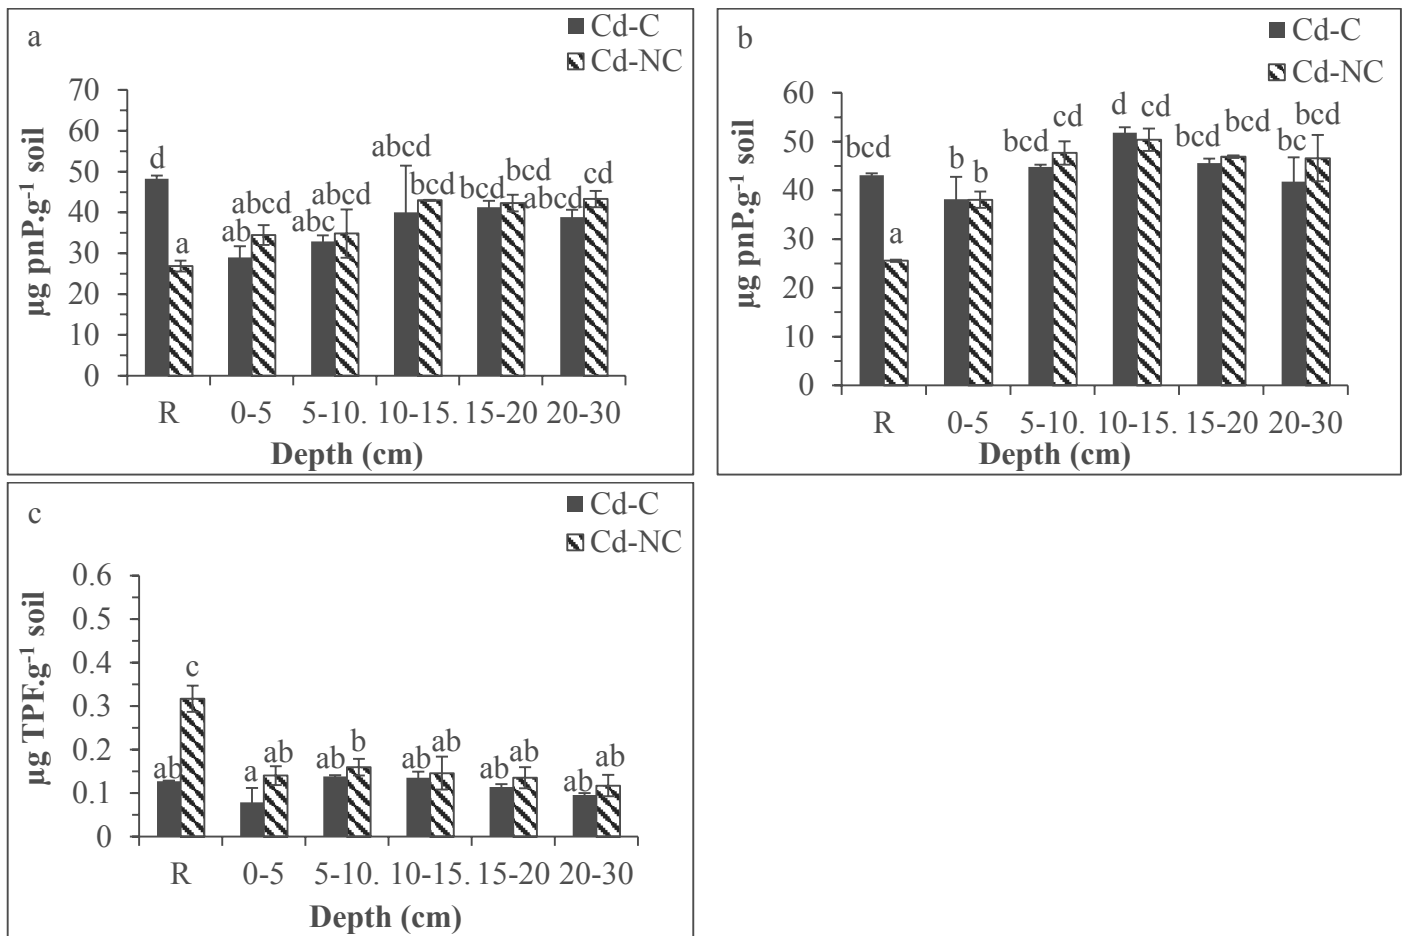 a
Cd-C
Cd-NC
µg pnP.g⁻¹ soil
70
60
50
40
30
20
10
0
d
a
ab
abcd
abc
abcd
abcd
bcd
bcd
bcd
abcd
cd
R 0-5 5-10. 10-15. 15-20 20-30
Depth (cm)
b
Cd-C
Cd-NC
µg pnP.g⁻¹ soil
60
50
40
30
20
10
0
bcd
a
b
b
bcd
cd
d
cd
bcd
bcd
bc
bcd
R 0-5 5-10. 10-15. 15-20 20-30
Depth (cm)
c
Cd-C
Cd-NC
µg TPF.g⁻¹ soil
0.6
0.5
0.4
0.3
0.2
0.1
0
ab
c
a
ab
ab
b
ab
ab
ab
ab
ab
ab
R 0-5 5-10. 10-15. 15-20 20-30
Depth (cm)